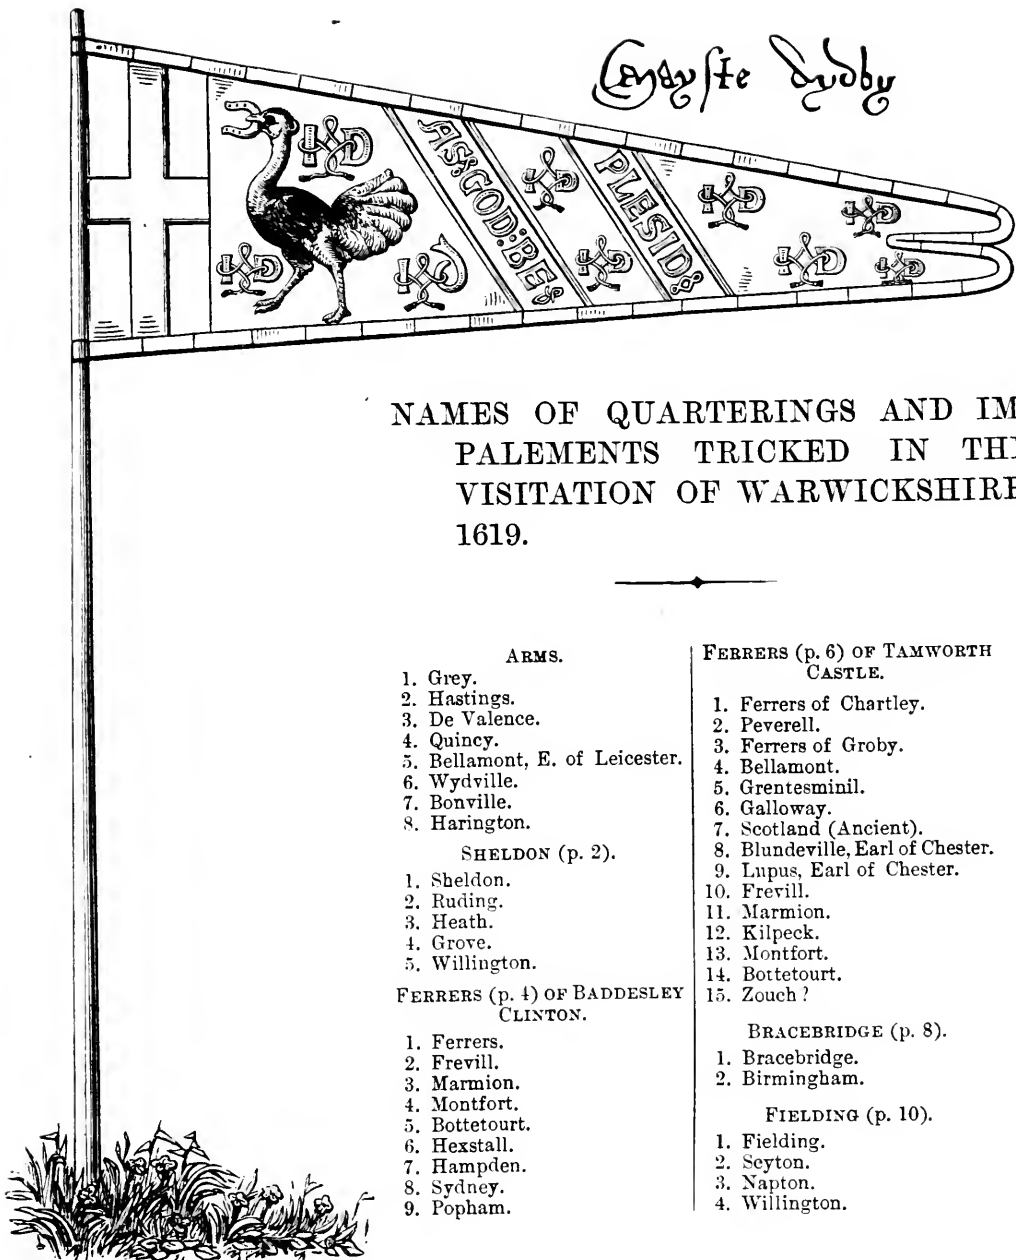 As: GOD: BE
PLESID
NAMES OF QUARTERINGS AND IM
PALEMENTS TRICKED IN THE
VISITATION OF WARWICKSHIRE
1619.
ARMS.
1. Grey.
2. Hastings.
3. De Valence.
4. Quincy.
5. Bellamont, E. of Leicester.
6. Wydville.
7. Bonville.
8. Harington.
SHELDON (p. 2).
1. Sheldon.
2. Ruding.
3. Heath.
4. Grove.
5. Willington.
FERRERS (p. 4) OF BADDESLEY
CLINTON.
1. Ferrers.
2. Frevill.
3. Marmion.
4. Montfort.
5. Bottetourt.
6. Hexstall.
7. Hampden.
8. Sydney.
9. Popham.
FERRERS (p. 6) OF TAMWORTH
CASTLE.
1. Ferrers of Chartley.
2. Peverell.
3. Ferrers of Groby.
4. Bellamont.
5. Grentesminil.
6. Galloway.
7. Scotland (Ancient).
8. Blundeville, Earl of Chester.
9. Lupus, Earl of Chester.
10. Frevill.
11. Marmion.
12. Kilpeck.
13. Montfort.
14. Bottetourt.
15. Zouch ?
BRACEBRIDGE (p. 8).
1. Bracebridge.
2. Birmingham.
FIELDING (p. 10).
1. Fielding.
2. Seyton.
3. Napton.
4. Willington.